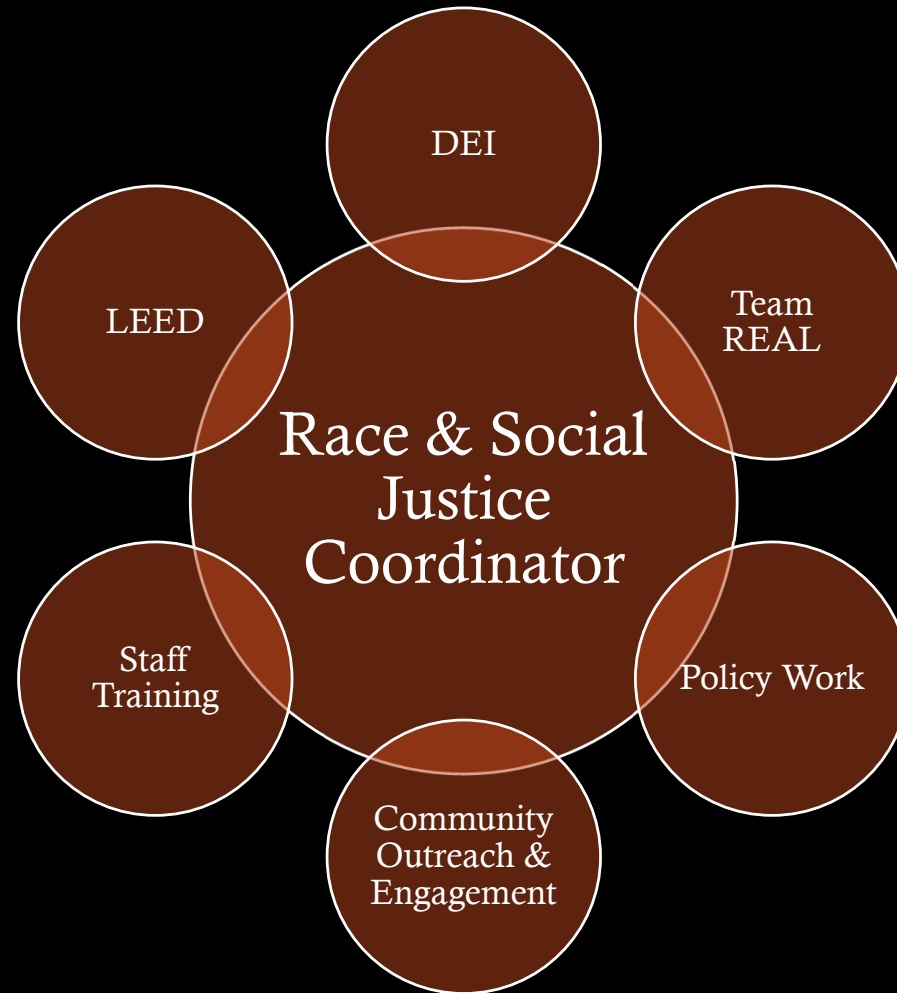 DEI
LEED
Team
REAL
Race & Social
Justice
Coordinator
Staff
Training
Policy Work
Community
Outreach &
Engagement